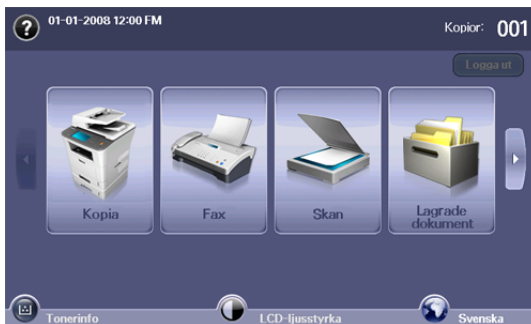 01-01-2008 12:00 FM
Kopior: 001
Logga ut
Kopia
Fax
Skan
Lagrade
dokument
Tonerinfo
LCD-ljusstyrka
Svenska